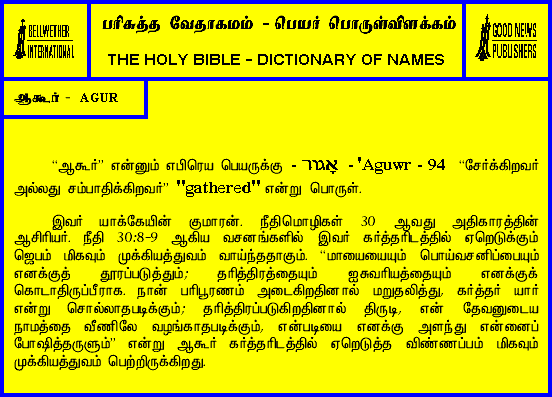 BELLWETHER
INTERNATIONAL
பரிசுத்த வேதாகமம் - பெயர் பொருள்விளக்கம்
THE HOLY BIBLE - DICTIONARY OF NAMES
GOOD NEWS
PUBLISHERS
ஆகூர் - AGUR
“ஆகூர்” என்னும் எபிரெய பெயருக்கு - אָגוּר - 'Aguwr - 94 “சேர்க்கிறவர்
அல்லது சம்பாதிக்கிறவர்” "gathered" என்று பொருள்.
இவர் யாக்கேயின் குமாரன். நீதிமொழிகள் 30 ஆவது அதிகாரத்தின்
ஆசிரியர். நீதி 30:8-9 ஆகிய வசனங்களில் இவர் கர்த்தரிடத்தில் ஏறெடுக்கும்
ஜெபம் மிகவும் முக்கியத்துவம் வாய்ந்ததாகும். “மாயையையும் பொய்வசனிப்பையும்
எனக்குத் தூரப்படுத்தும்; தரித்திரத்தையும் ஐசுவரியத்தையும் எனக்குக்
கொடாதிருப்பீராக. நான் பரிபூரணம் அடைகிறதினால் மறுதலித்து, கர்த்தர் யார்
என்று சொல்லாதபடிக்கும்; தரித்திரப்படுகிறதினால் திருடி, என் தேவனுடைய
நாமத்தை வீணிலே வழங்காதபடிக்கும், என்படியை எனக்கு அளந்து என்னைப்
போஷித்தருளும்” என்று ஆகூர் கர்த்தரிடத்தில் ஏறெடுத்த விண்ணப்பம் மிகவும்
முக்கியத்துவம் பெற்றிருக்கிறது.